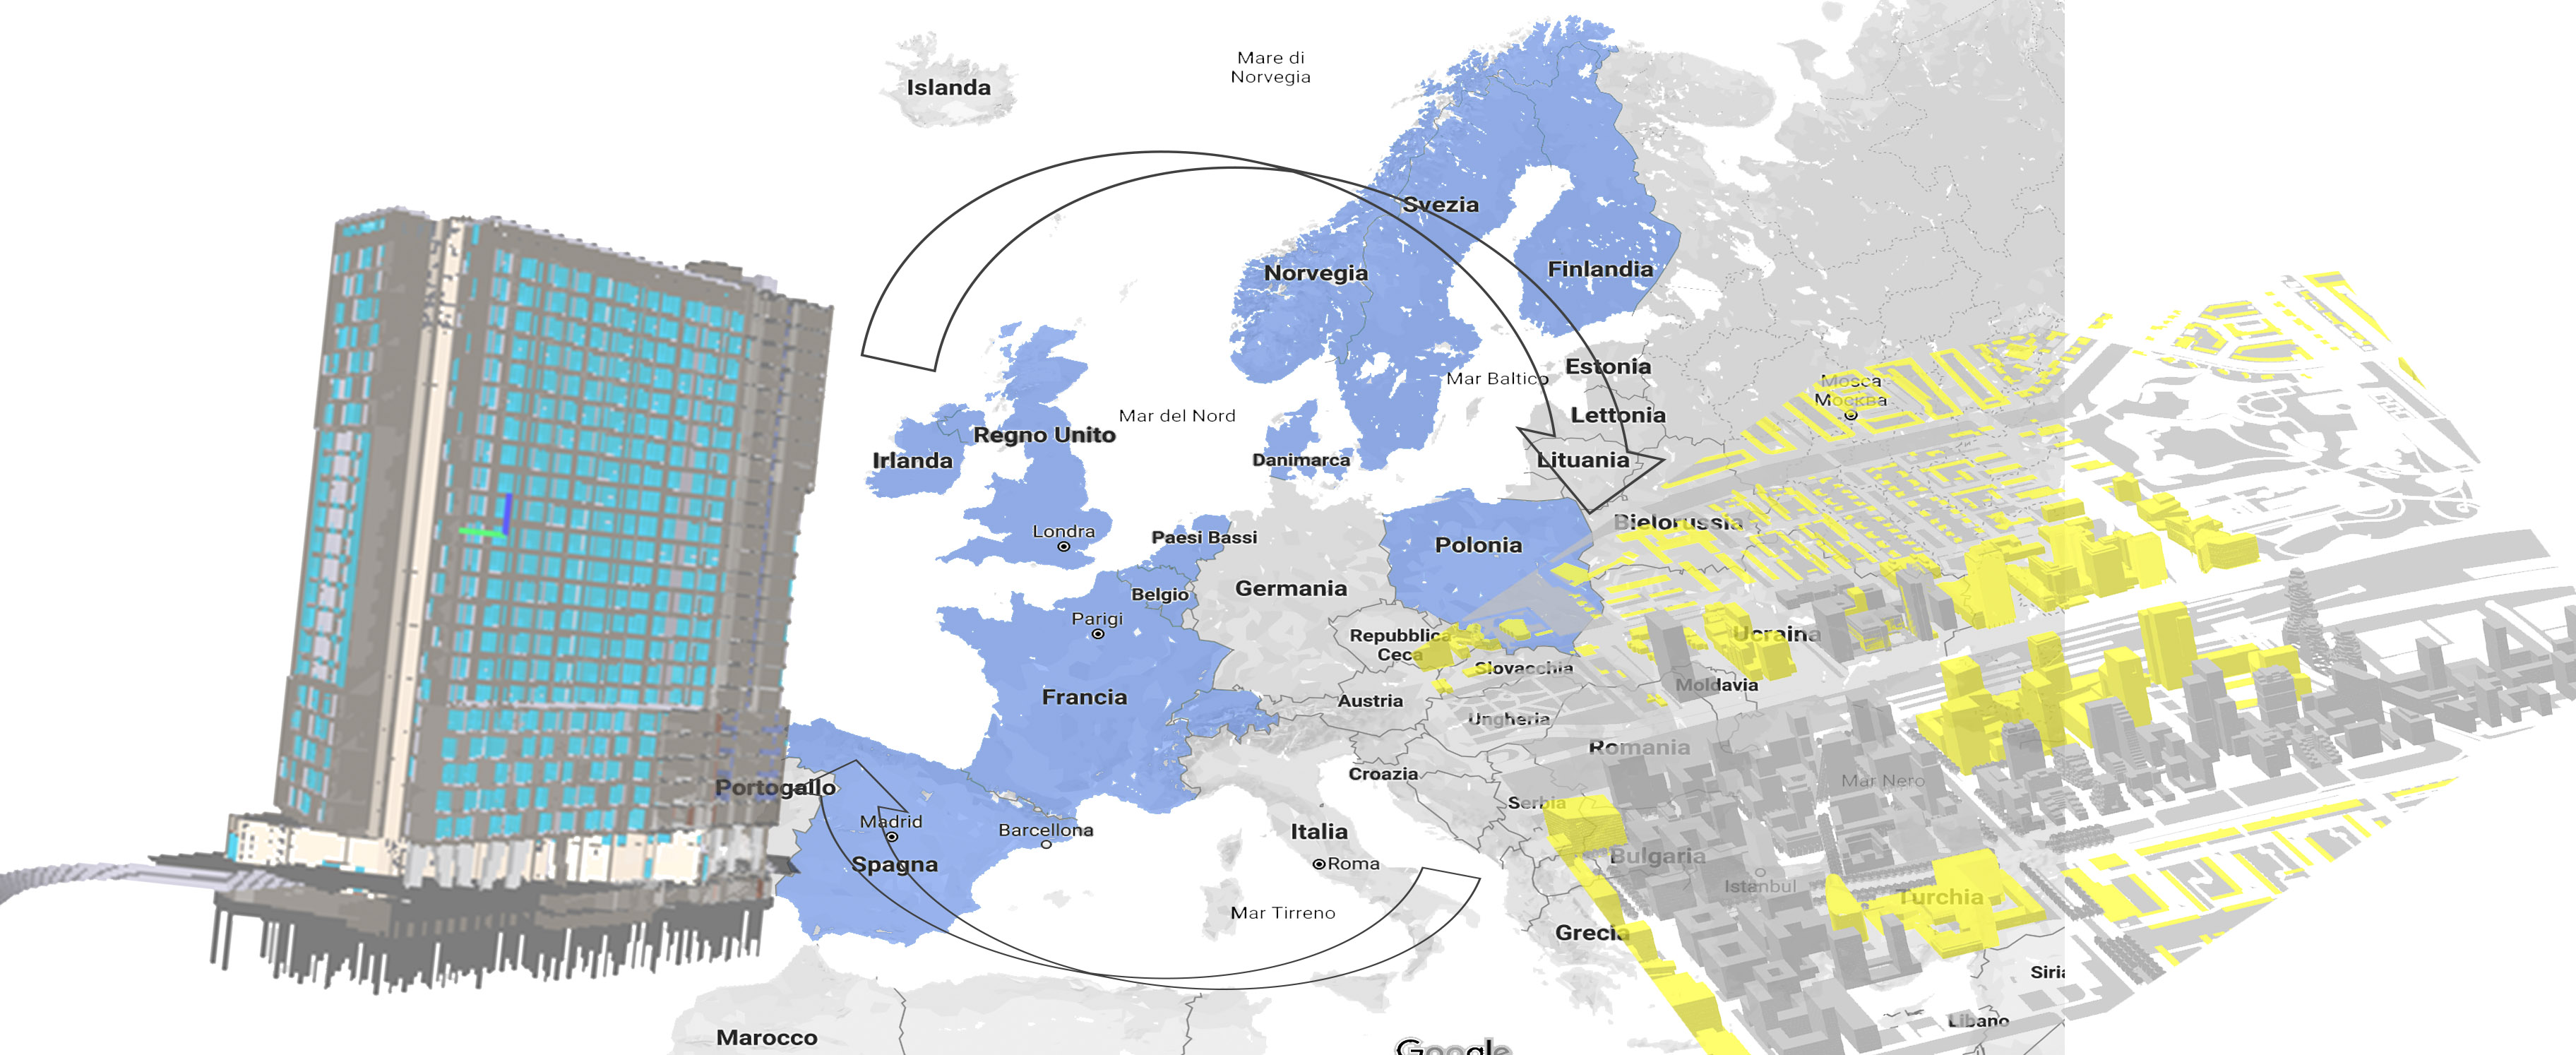 Islanda
Mare di
Norvegia
Svezia
Norvegia
Finlandia
Estonia
Mar Baltico
Mosca
Москва
Lettonia
Mar del Nord
Regno Unito
Irlanda
Danimarca
Lituania
Bielorussia
Londra
Paesi Bassi
Polonia
Germania
Belgio
Parigi
Repubblica
Ceca
Ucraina
Slovacchia
Moldavia
Francia
Austria
Ungheria
Romania
Croazia
Mar Nero
Portogallo
Serbia
Madrid
Barcellona
Italia
Bulgaria
Spagna
Roma
Istanbul
Turchia
Mar Tirreno
Grecia
Siria
Libano
Marocco
Google